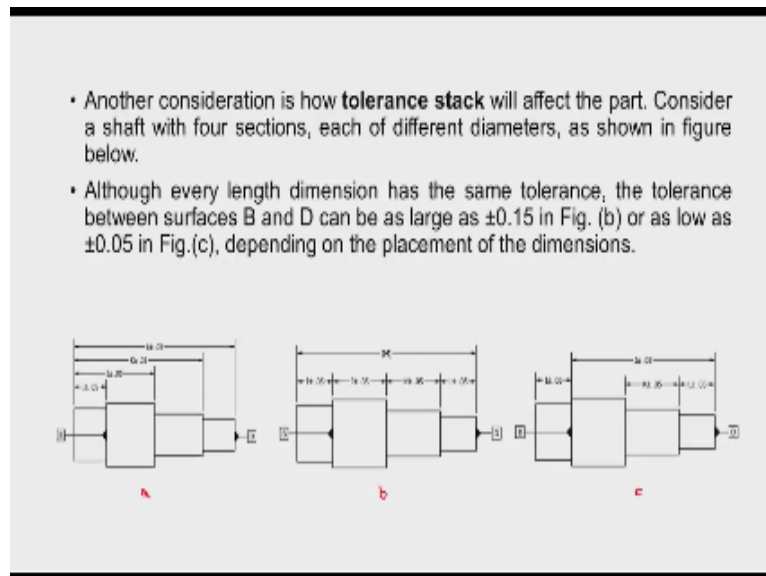 • Another consideration is how tolerance stack will affect the part. Consider
a shaft with four sections, each of different diameters, as shown in figure
below.
• Although every length dimension has the same tolerance, the tolerance
between surfaces B and D can be as large as ±0.15 in Fig. (b) or as low as
±0.05 in Fig.(c), depending on the placement of the dimensions.
a b c